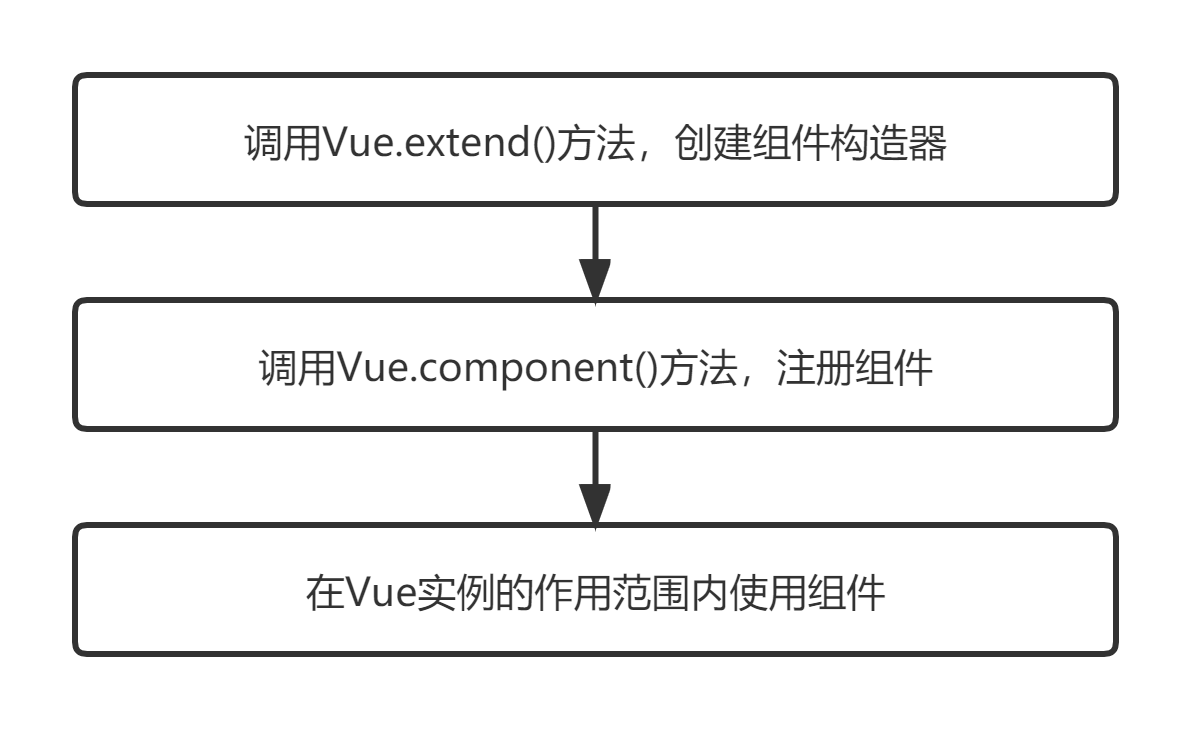 调用Vue.extend()方法，创建组件构造器
调用Vue.component()方法，注册组件
在Vue实例的作用范围内使用组件